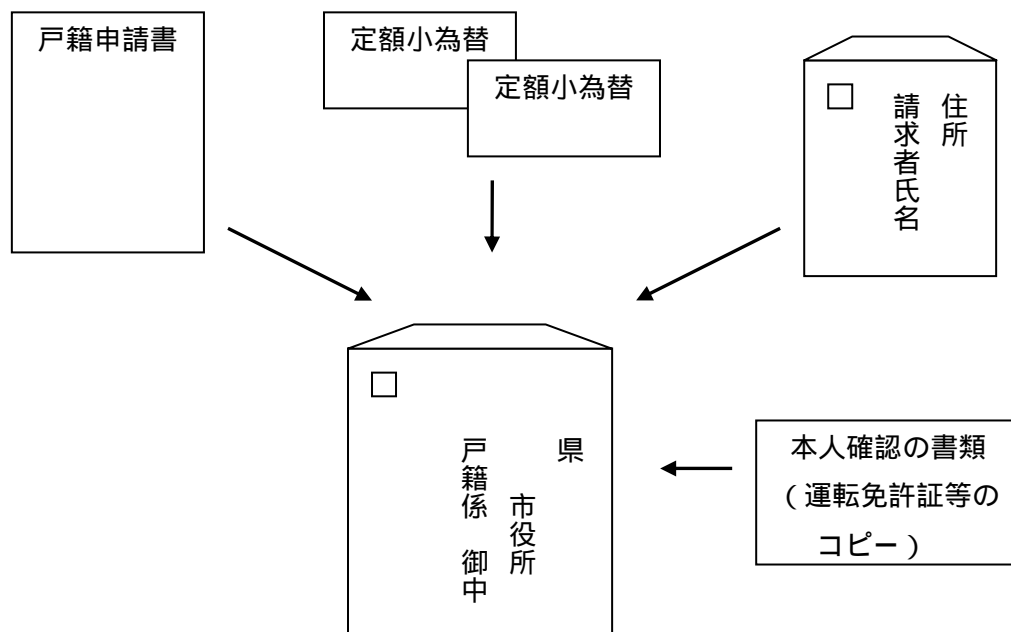 戸籍申請書
定額小為替
定額小為替
住所
請求者氏名
県
市役所
戸籍係 御中
本人確認の書類
(運転免許証等の
コピー)